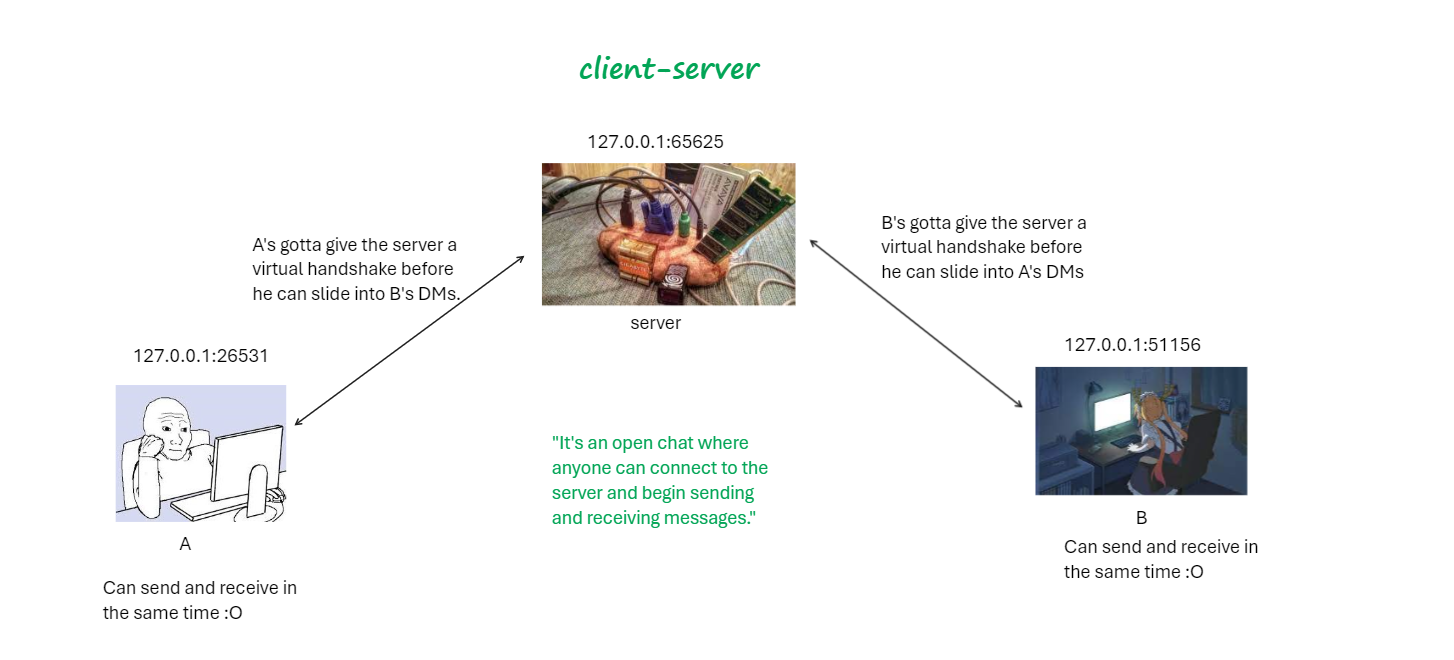 client-server
127.0.0.1:65625
AVAYA
B's gotta give the server a
virtual handshake before
he can slide into A's DMs
A's gotta give the server a
virtual handshake before
he can slide into B's DMs.
server
127.0.0.1:51156
127.0.0.1:26531
"It's an open chat where
anyone can connect to the
server and begin sending
and receiving messages."
B
A
Can send and receive in
the same time :O
Can send and receive in
the same time :O